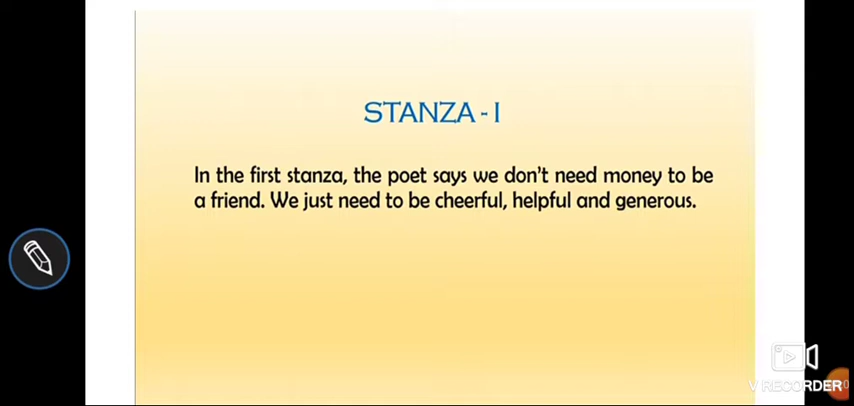 STANZA - I
In the first stanza, the poet says we don't need money to be
a friend. We just need to be cheerful, helpful and generous.
V RECORDER